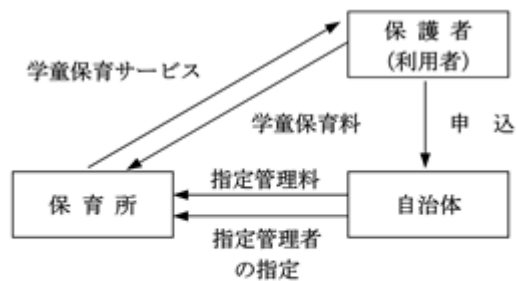 保護者
(利用者)
学童保育サービス
学童保育料
申込
指定管理料
保育所
自治体
指定管理者
の指定